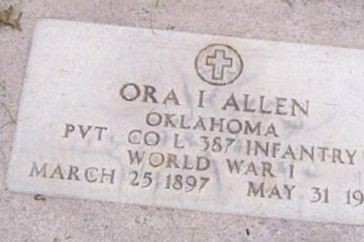 ORA I ALLEN
OKLAHOMA
PVT CO L 387 INFANTRY
WORLD WAR I
MARCH 25 1897 MAY 31 19